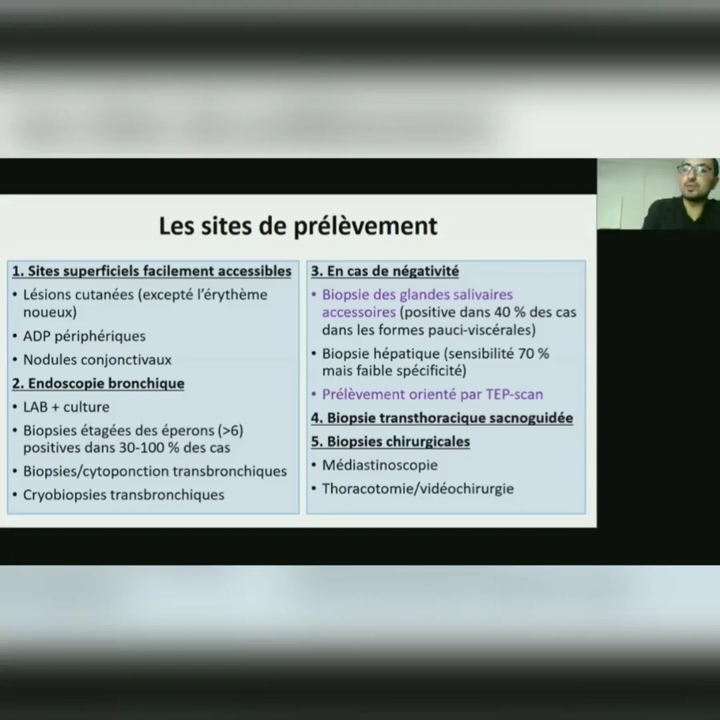 Les sites de prélèvement
1. Sites superficiels facilement accessibles
• Lésions cutanées (excepté l'érythème
noueux)
• ADP périphériques
• Nodules conjonctivaux
2. Endoscopie bronchique
• LAB + culture
• Biopsies étagées des éperons (>6)
positives dans 30-100 % des cas
• Biopsies/cytoponction transbronchiques
• Cryobiopsies transbronchiques
3. En cas de négativité
• Biopsie des glandes salivaires
accessoires (positive dans 40 % des cas
dans les formes pauci-viscérales)
• Biopsie hépatique (sensibilité 70 %
mais faible spécificité)
• Prélèvement orienté par TEP-scan
4. Biopsie transthoracique sacnoguidée
5. Biopsies chirurgicales
• Médiastinoscopie
• Thoracotomie/vidéochirurgie